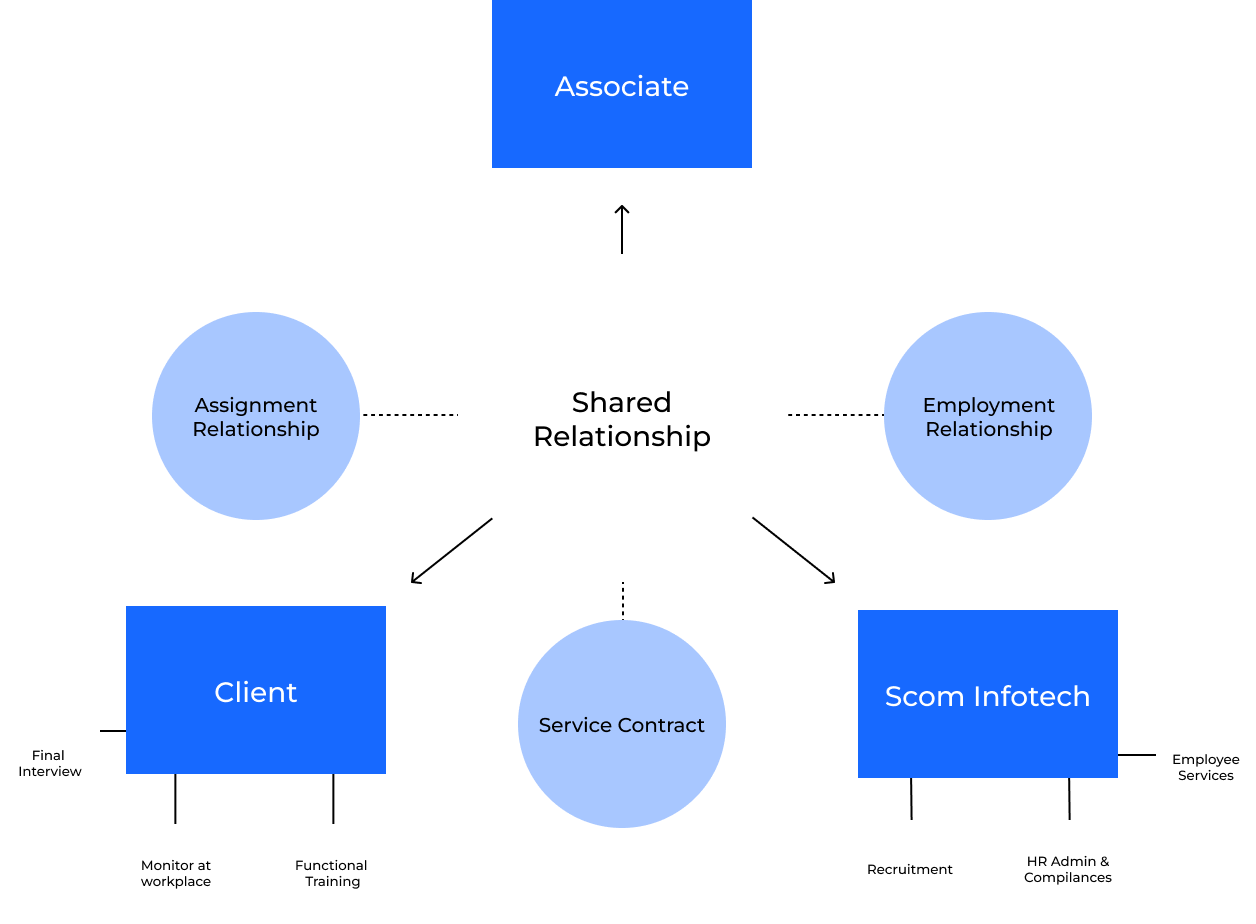 Associate
Assignment
Relationship
Shared
Relationship
Employment
Relationship
Client
Service Contract
Scom Infotech
Final
Interview
Employee
Services
Monitor at
workplace
Functional
Training
Recruitment
HR Admin &
Compilances